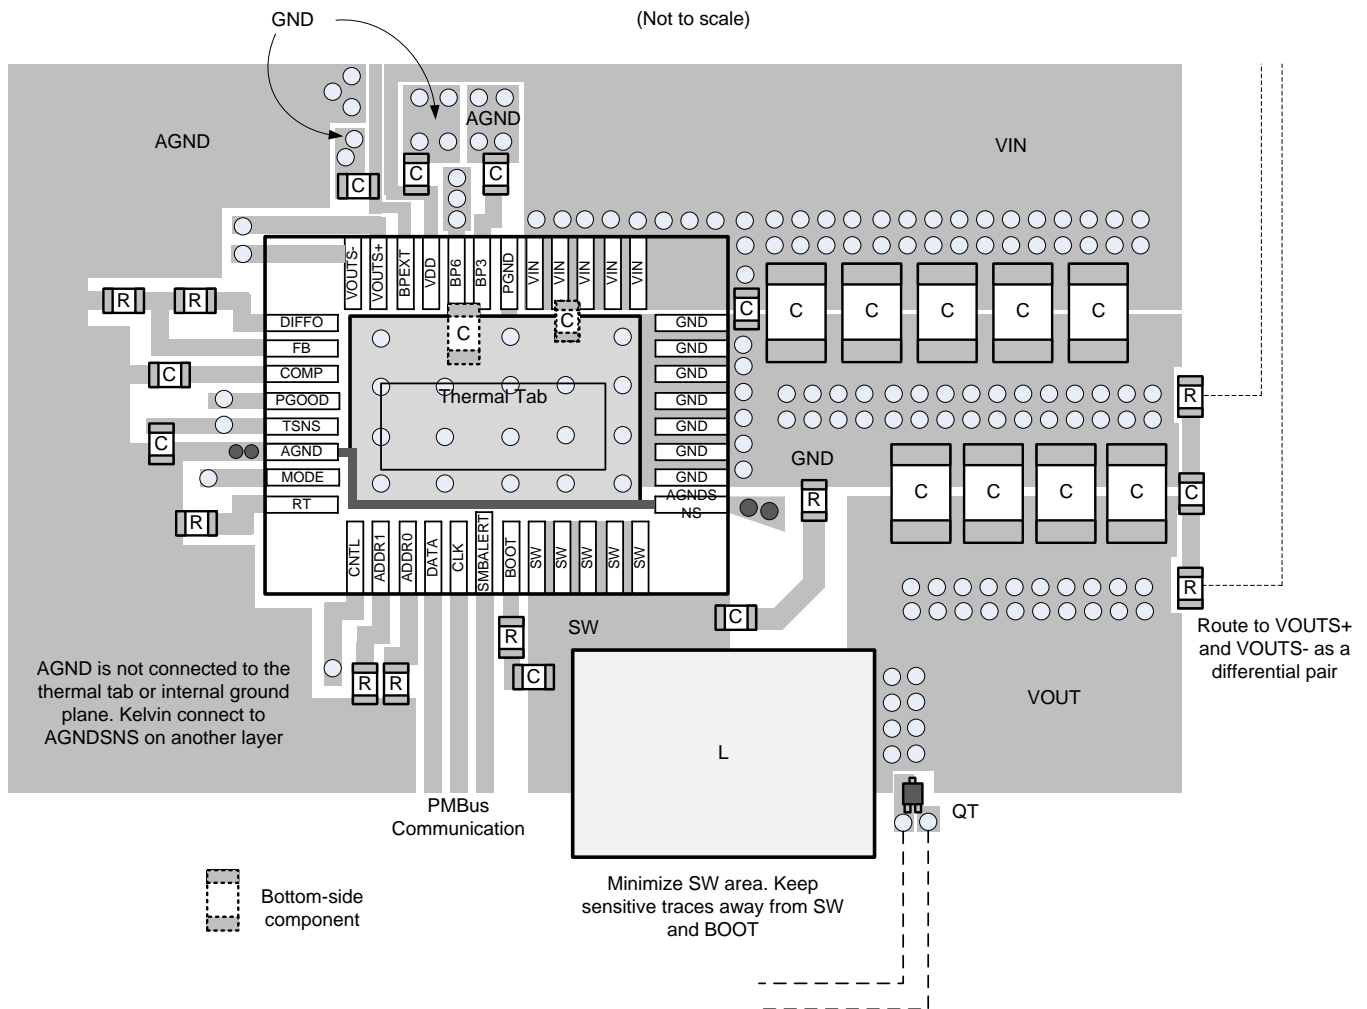 GND
(Not to scale)
AGND
AGND
VIN
C
C
C
VOUTS-
VOUTS+
BPEXT
VDD
BP6
BP3
PGND
VIN
VIN
VIN
VIN
VIN
R
R
C
C
C
C
C
C
C
C
DIFFO
FB
COMP
PGOOD
TSNS
AGND
MODE
RT
GND
GND
GND
GND
GND
GND
GND
AGNDS
NS
Thermal Tab
C
C
R
R
GND
R
C
C
C
C
C
R
CNTL
ADDR1
ADDR0
DATA
CLK
SMBALERT
BOOT
SW
SW
SW
SW
SW
C
R
SW
R
R
C
Route to VOUTS+
and VOUTS- as a
differential pair
AGND is not connected to the
thermal tab or internal ground
plane. Kelvin connect to
AGNDSNS on another layer
VOUT
L
PMBus
Communication
QT
Bottom-side
component
Minimize SW area. Keep
sensitive traces away from SW
and BOOT